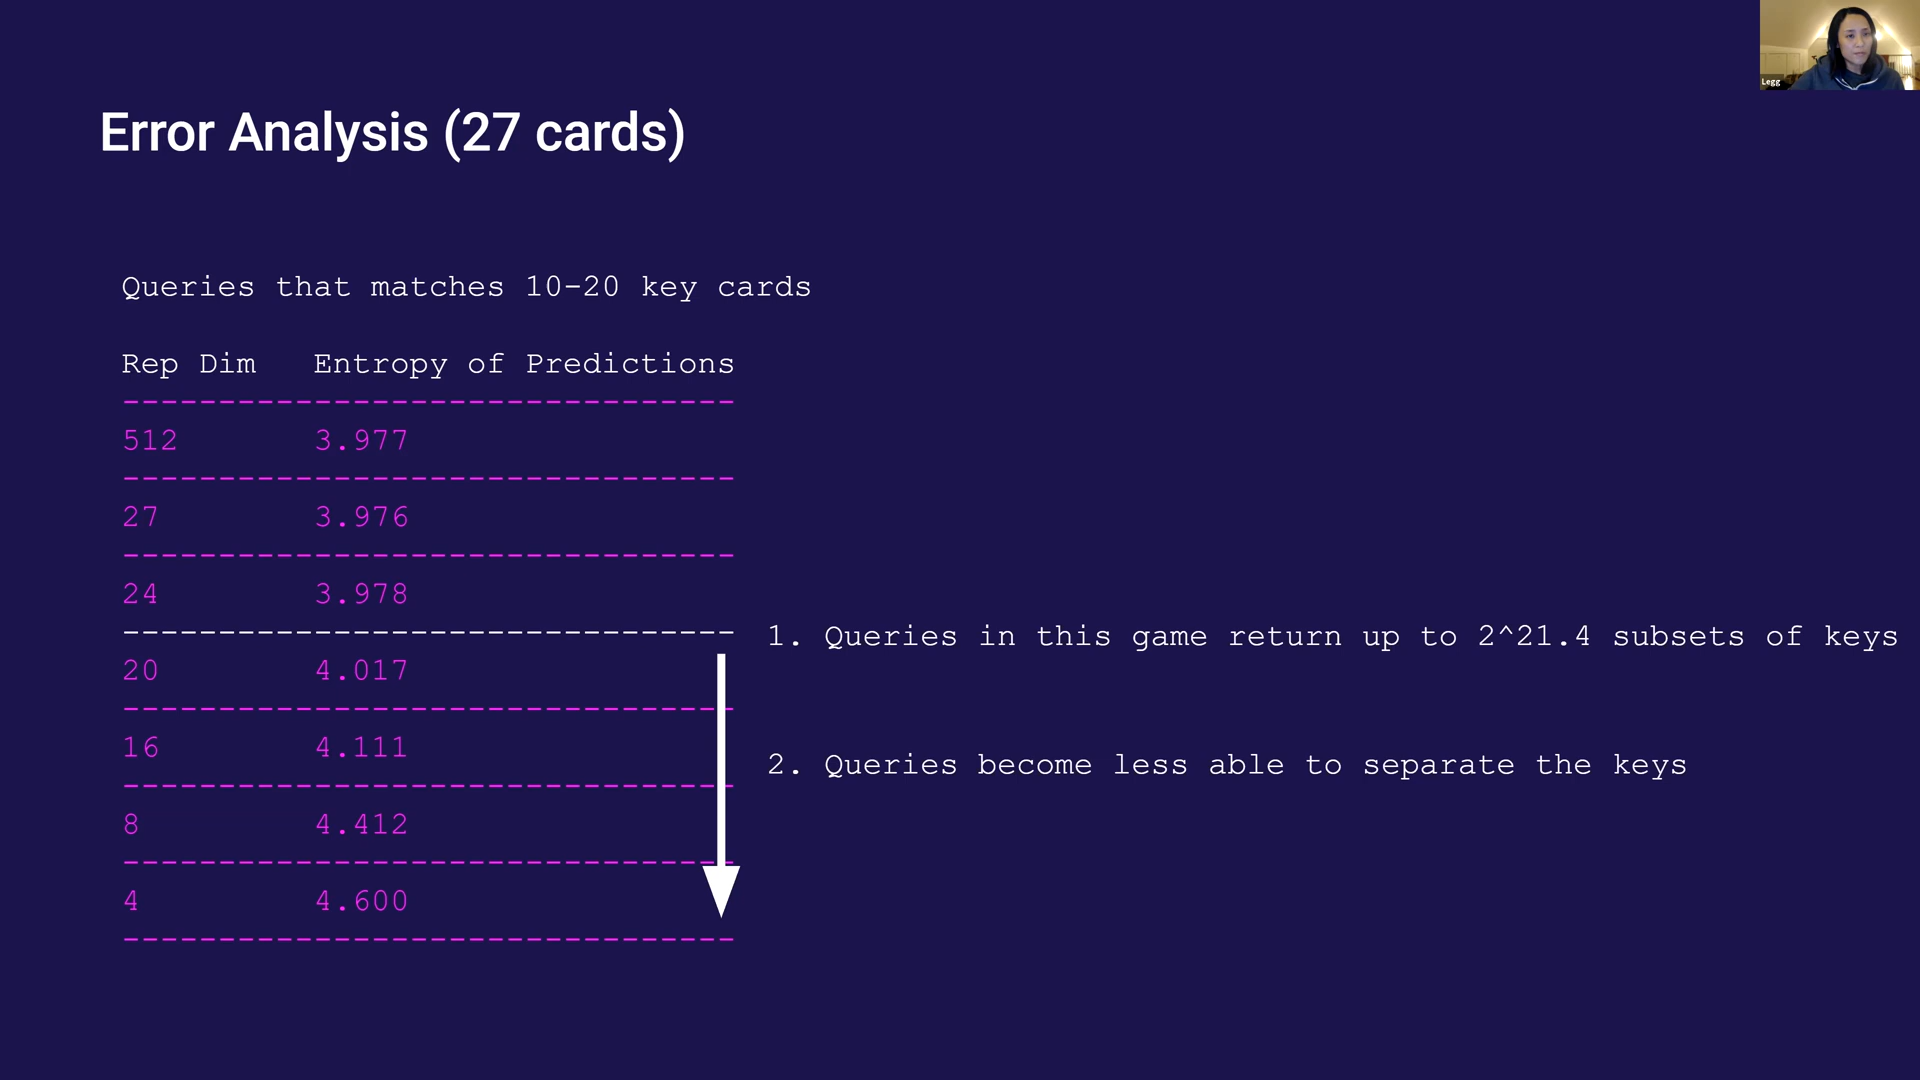 Legg
Error Analysis (27 cards)
Queries that matches 10-20 key cards
Rep Dim Entropy of Predictions
--------------------------------
512 3.977
--------------------------------
27 3.976
--------------------------------
24 3.978
--------------------------------
1. Queries in this game return up to 2^21.4 subsets of keys
20 4.017
--------------------------------
16 4.111
2. Queries become less able to separate the keys
--------------------------------
8 4.412
--------------------------------
4 4.600
--------------------------------